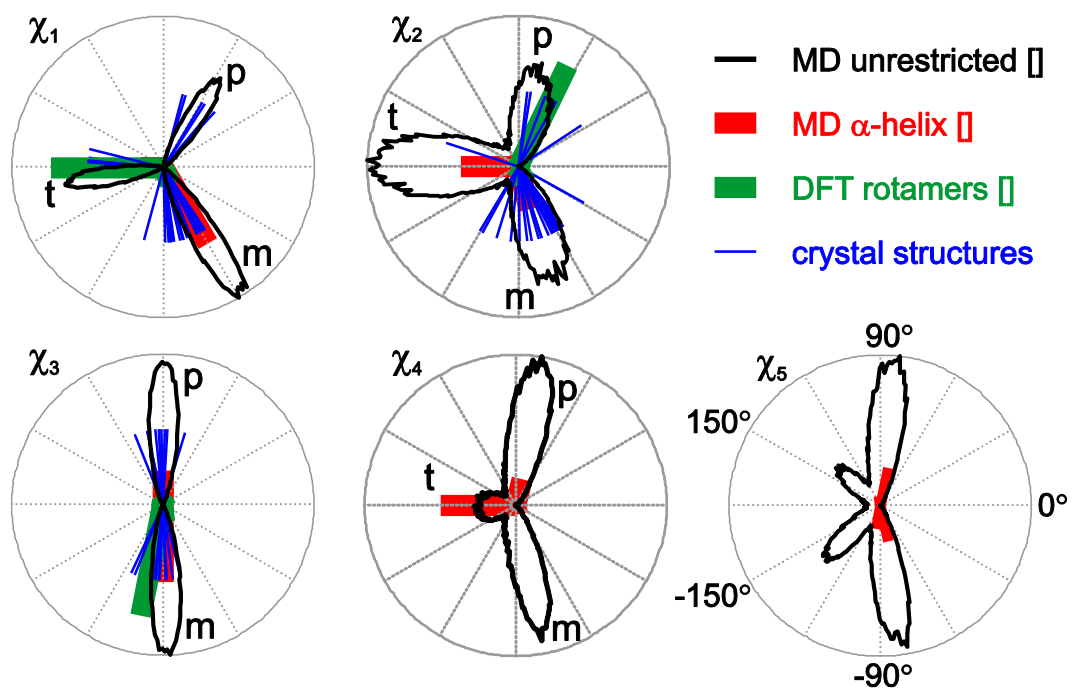 χ1
p
t
m
χ2
p
t
m
MD unrestricted []
MD α-helix []
DFT rotamers []
crystal structures
χ3
p
m
χ4
p
t
m
χ5
90°
150°
0°
-150°
-90°